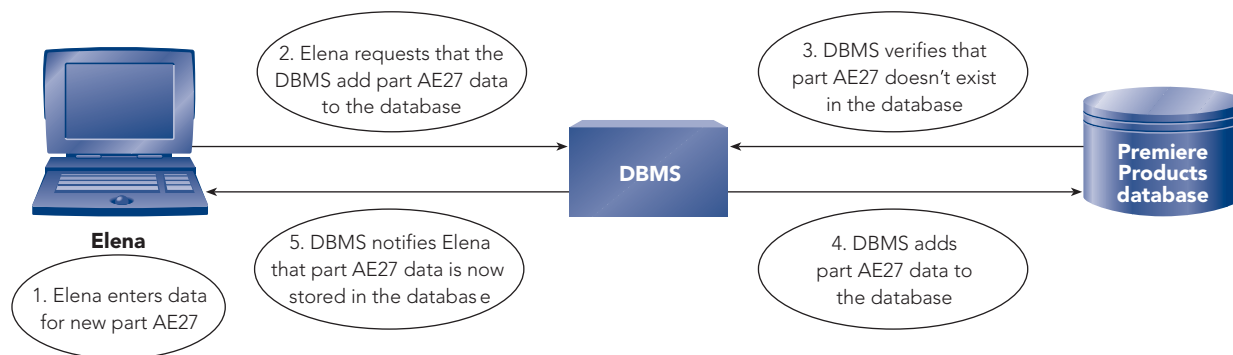 2. Elena requests that the
DBMS add part AE27 data
to the database
3. DBMS verifies that
part AE27 doesn't exist
in the database
DBMS
Premiere
Products
database
Elena
1. Elena enters data
for new part AE27
5. DBMS notifies Elena
that part AE27 data is now
stored in the database
4. DBMS adds
part AE27 data to
the database